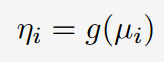 ηᵢ = g(μᵢ)